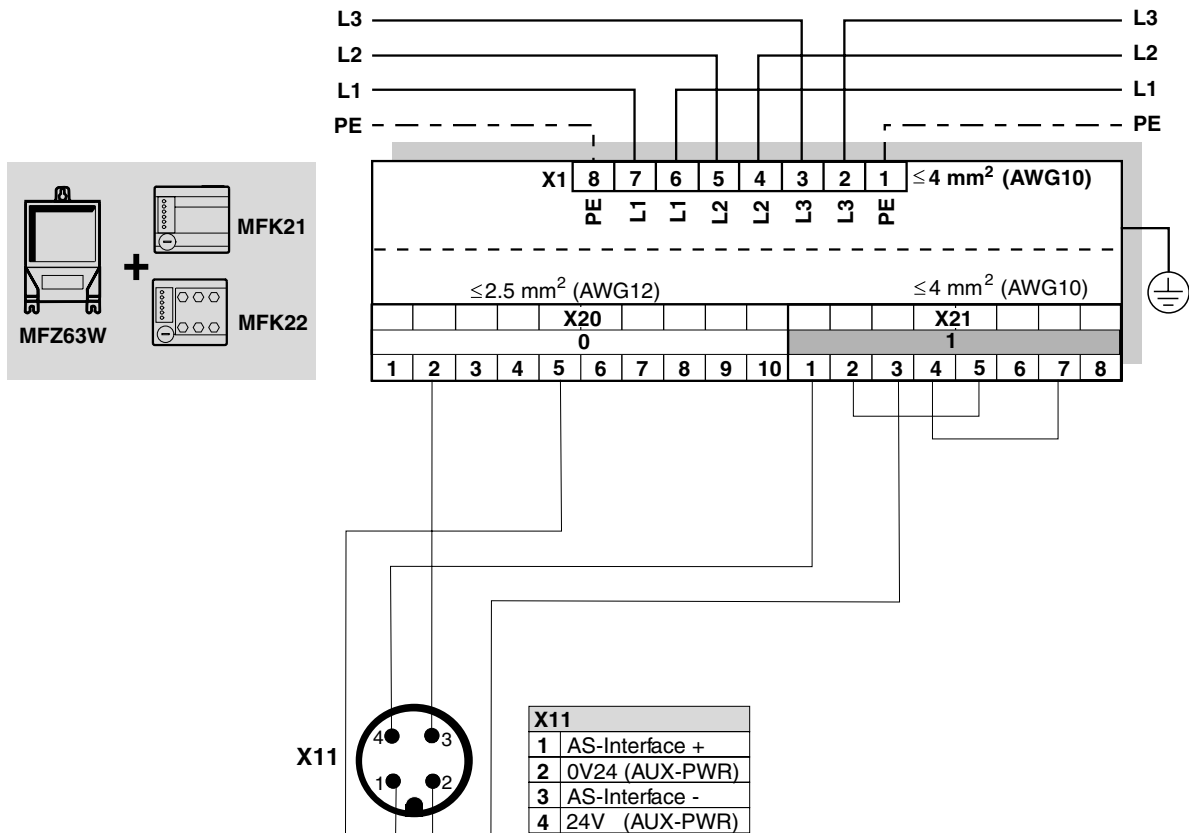 L3 L3
L2 L2
L1 L1
PE PE
X1 8 7 6 5 4 3 2 1 ≤4 mm² (AWG10)
PE L1 L1 L2 L2 L3 L3 PE
MFK21
+
MFZ63W
MFK22
≤2.5 mm² (AWG12) ≤4 mm² (AWG10)
X20 X21
0 1
1 2 3 4 5 6 7 8 9 10 1 2 3 4 5 6 7 8
X11
4 3
1 2
X11
1 AS-Interface +
2 0V24 (AUX-PWR)
3 AS-Interface -
4 24V (AUX-PWR)